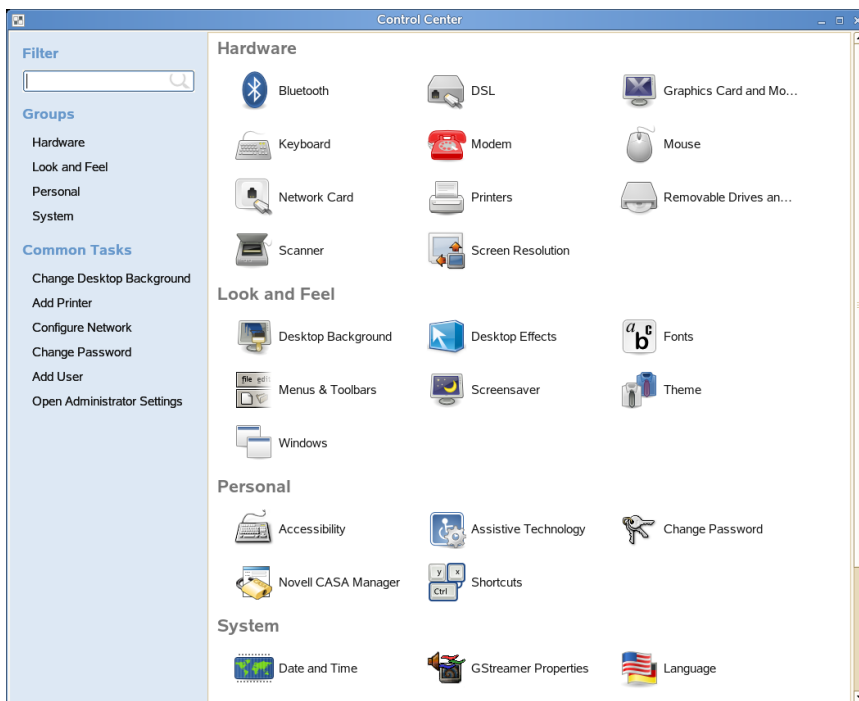 Control Center
Filter
Groups
Hardware
Look and Feel
Personal
System
Common Tasks
Change Desktop Background
Add Printer
Configure Network
Change Password
Add User
Open Administrator Settings
Hardware
Bluetooth
DSL
Graphics Card and Mo...
Keyboard
Modem
Mouse
Network Card
Printers
Removable Drives an...
Scanner
Screen Resolution
Look and Feel
Desktop Background
Desktop Effects
a b c
Fonts
file edi
Menus & Toolbars
Screensaver
Theme
Windows
Personal
Accessibility
Assistive Technology
Change Password
Novell CASA Manager
y x
Ctrl
Shortcuts
System
Date and Time
GStreamer Properties
Language